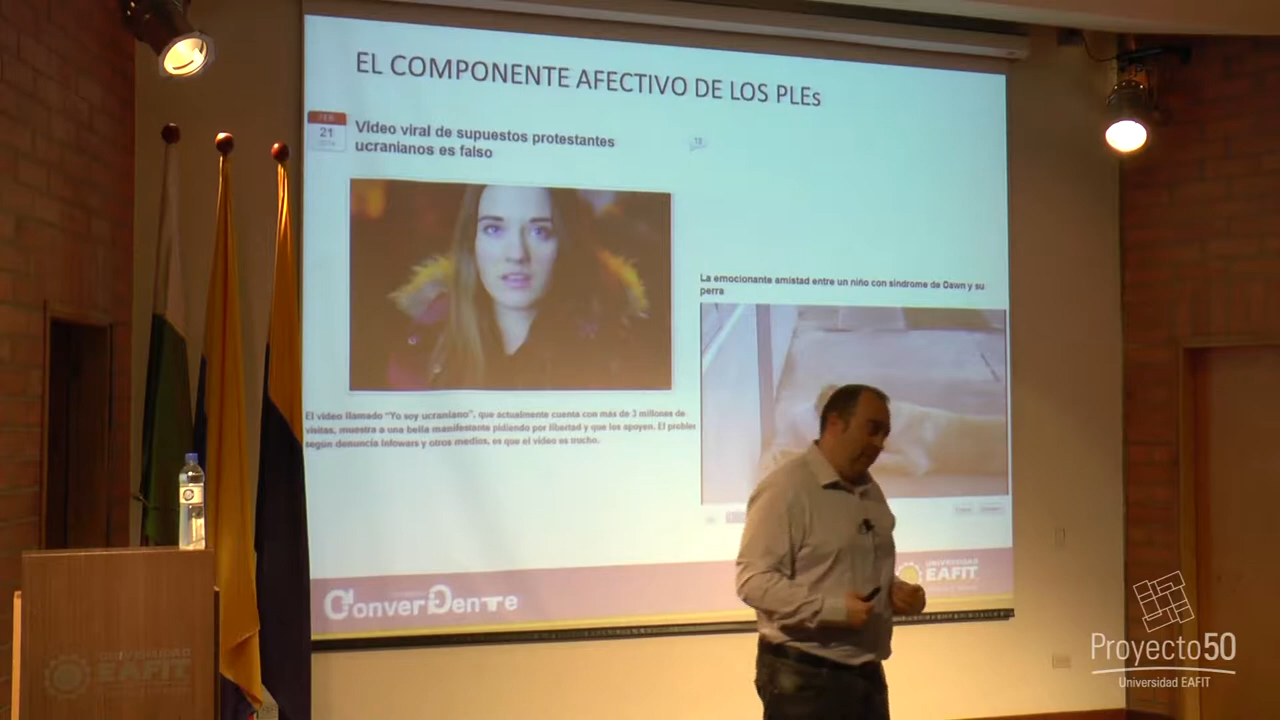 EL COMPONENTE AFECTIVO DE LOS PLEs
FEB
21
Video viral de supuestos protestantes
ucranianos es falso
La emocionante amistad entre un niño con síndrome de Dawn y su
perra
El video llamado "Yo soy ucraniano", que actualmente cuenta con más de 3 millones de
visitas, muestra a una bella manifestante pidiendo por libertad y que los apoyen. El proble
según denuncia Infowars y otros medios, es que el video es trucho.
ConverGente
UNIVERSIDAD
EAFIT
UNIVERSIDAD
EAFIT
Proyecto50
Universidad EAFIT